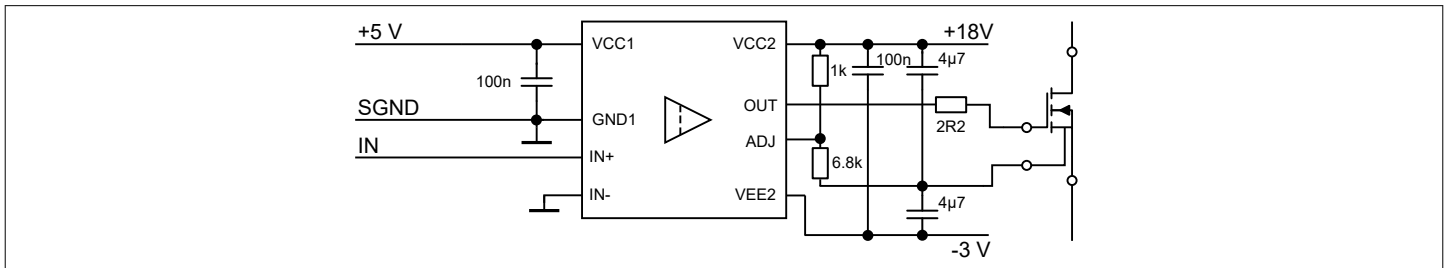 +5 V
VCC1
VCC2
+18V
100n
1k
100n
4µ7
SGND
GND1
OUT
2R2
ADJ
IN
IN+
6.8k
IN-
VEE2
4µ7
-3 V